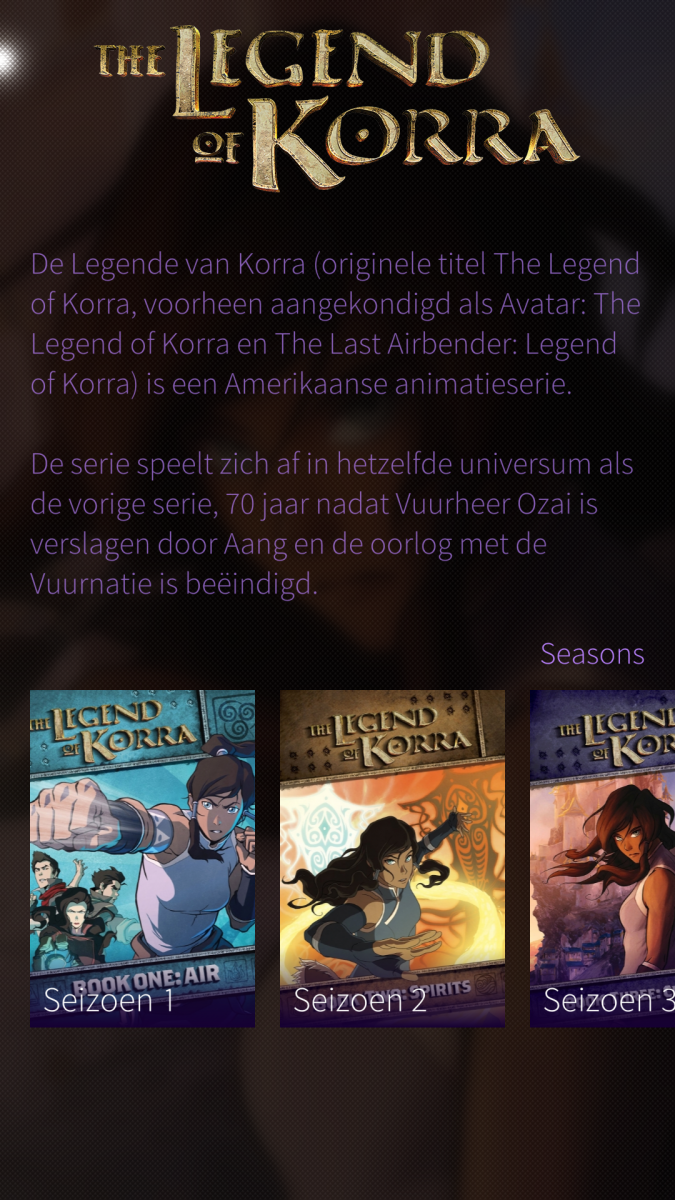 THE LEGEND
OF KORRA
De Legende van Korra (originele titel The Legend
of Korra, voorheen aangekondigd als Avatar: The
Legend of Korra en The Last Airbender: Legend
of Korra) is een Amerikaanse animatieserie.
De serie speelt zich af in hetzelfde universum als
de vorige serie, 70 jaar nadat Vuurheer Ozai is
verslagen door Aang en de oorlog met de
Vuurnatie is beëindigd.
Seasons
THE LEGEND
OF KORRA
BOOK ONE: AIR
Seizoen 1
THE LEGEND
OF KORRA
TWO: SPIRITS
Seizoen 2
THE LEGEN
OF KOR
THREE:
Seizoen 3